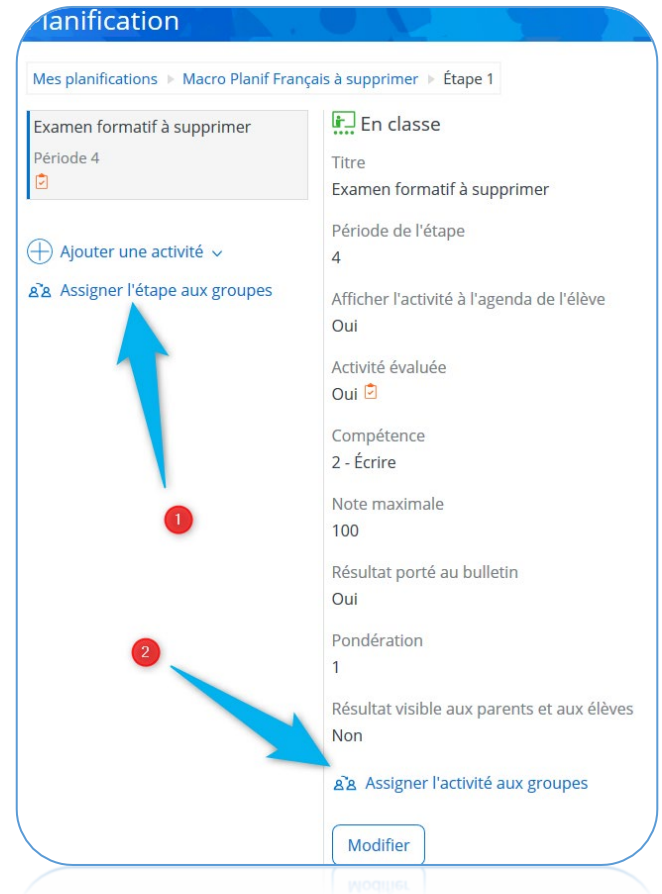 Planification
Mes planifications Macro Planif Français à supprimer Étape 1
Examen formatif à supprimer
Période 4
Ajouter une activité
Assigner l'étape aux groupes
1
2
En classe
Titre
Examen formatif à supprimer
Période de l'étape
4
Afficher l'activité à l'agenda de l'élève
Oui
Activité évaluée
Oui
Compétence
2 - Écrire
Note maximale
100
Résultat porté au bulletin
Oui
Pondération
1
Résultat visible aux parents et aux élèves
Non
Assigner l'activité aux groupes
Modifier